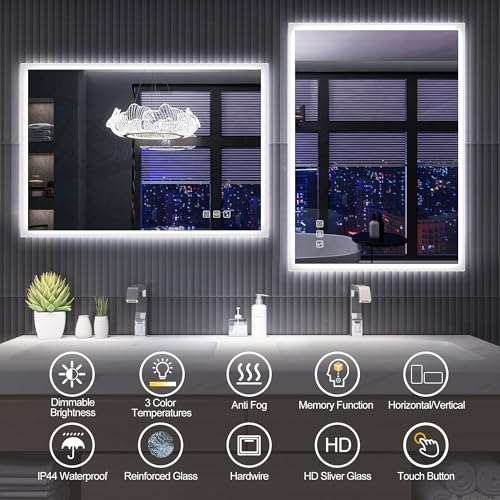 Dimmable
Brightness
3 Color
Temperatures
Anti Fog
Memory Function
Horizontal/Vertical
IP44 Waterproof
Reinforced Glass
Hardwire
HD
HD Sliver Glass
Touch Button